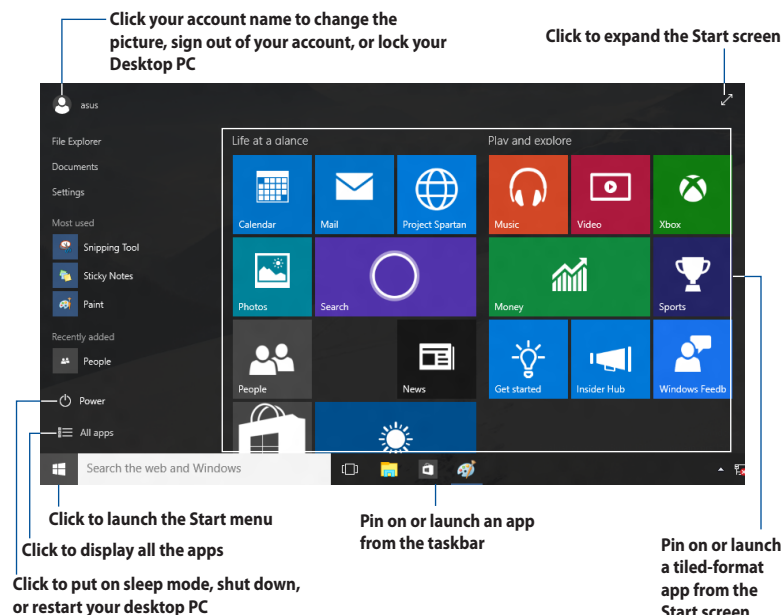 Click your account name to change the
picture, sign out of your account, or lock your
Desktop PC
Click to expand the Start screen
asus
File Explorer
Documents
Settings
Most used
Snipping Tool
Sticky Notes
Paint
Recently added
People
Power
All apps
Search the web and Windows
Life at a glance
Calendar
Mail
Project Spartan
Photos
Search
People
News
Play and explore
Music
Video
Xbox
Money
Sports
Get started
Insider Hub
Windows Feedb
Click to launch the Start menu
Click to display all the apps
Click to put on sleep mode, shut down,
or restart your desktop PC
Pin on or launch an app
from the taskbar
Pin on or launch
a tiled-format
app from the
Start screen